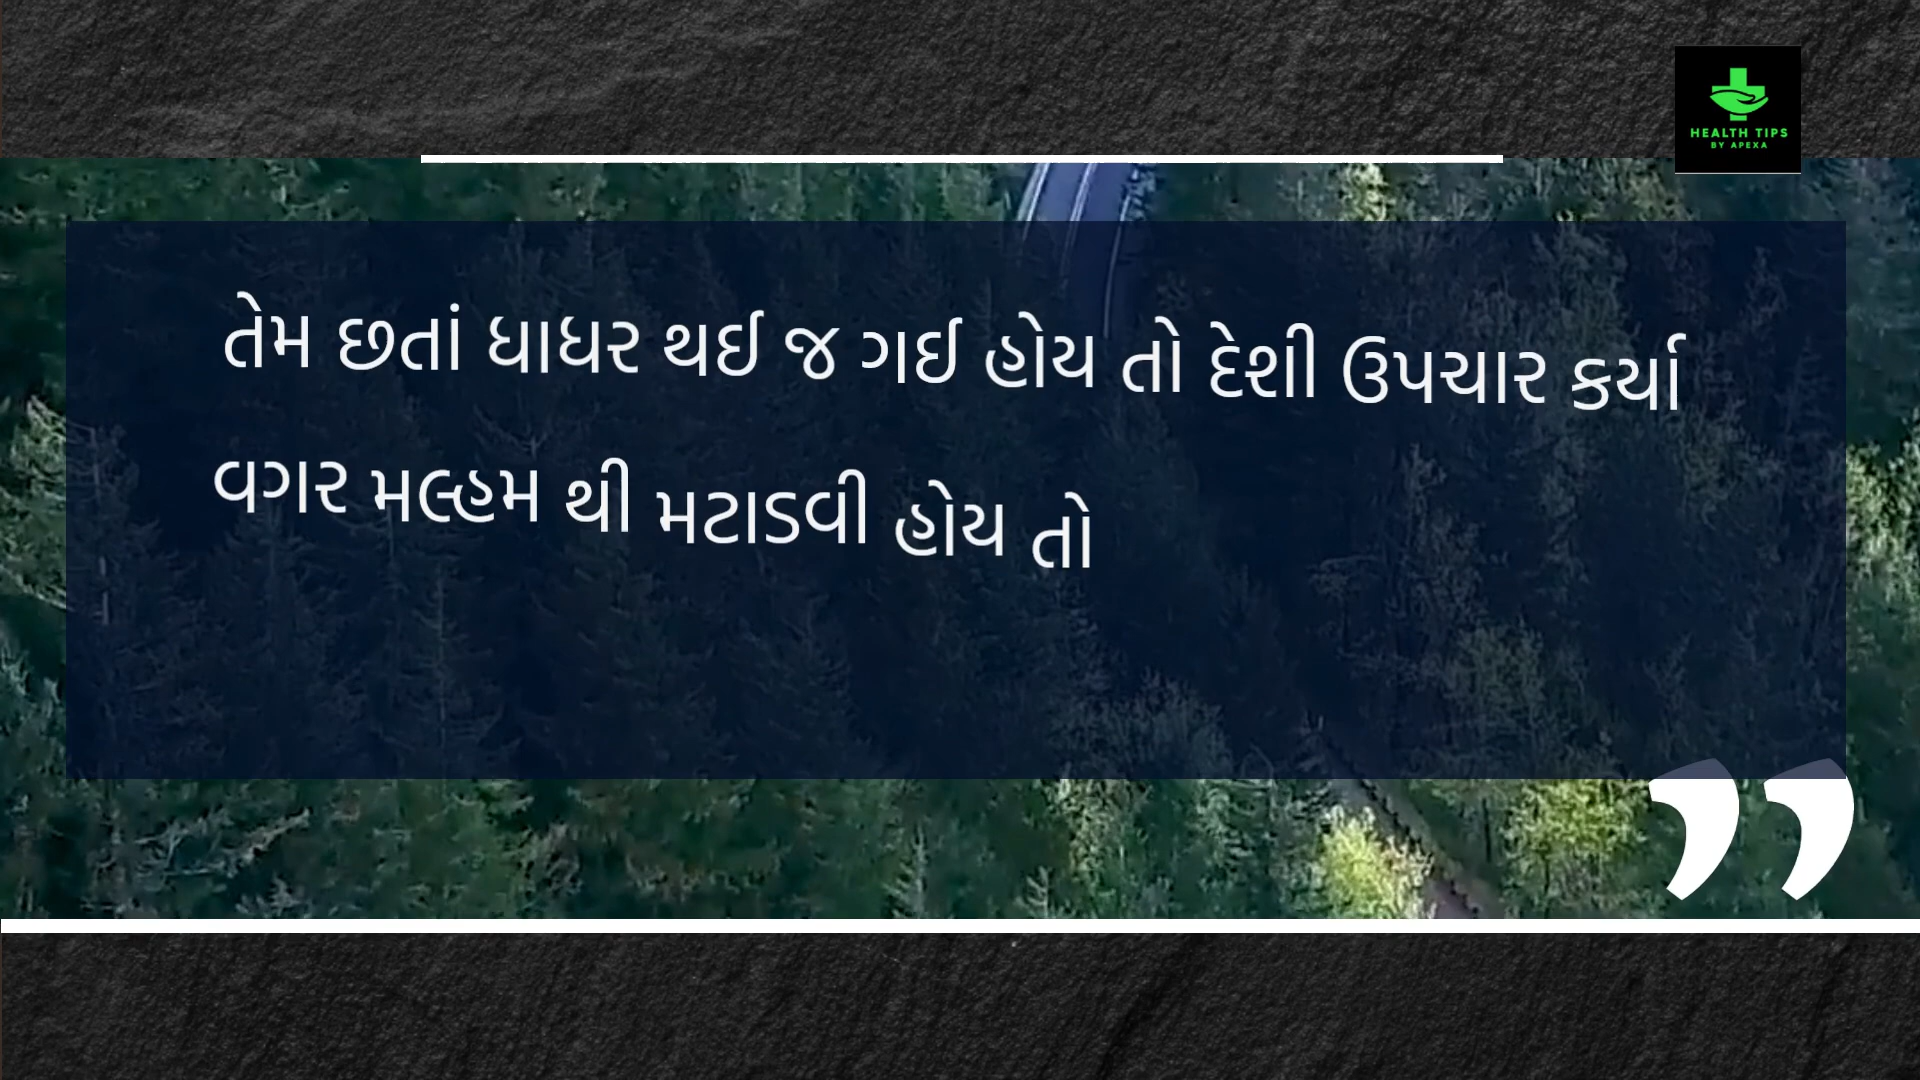 HEALTH TIPS
BY APEXA
તેમ છતાં ધાધર થઈ જ ગઈ હોય તો દેશી ઉપચાર કર્યા
વગર મલ્હમ થી મટાડવી હોય તો